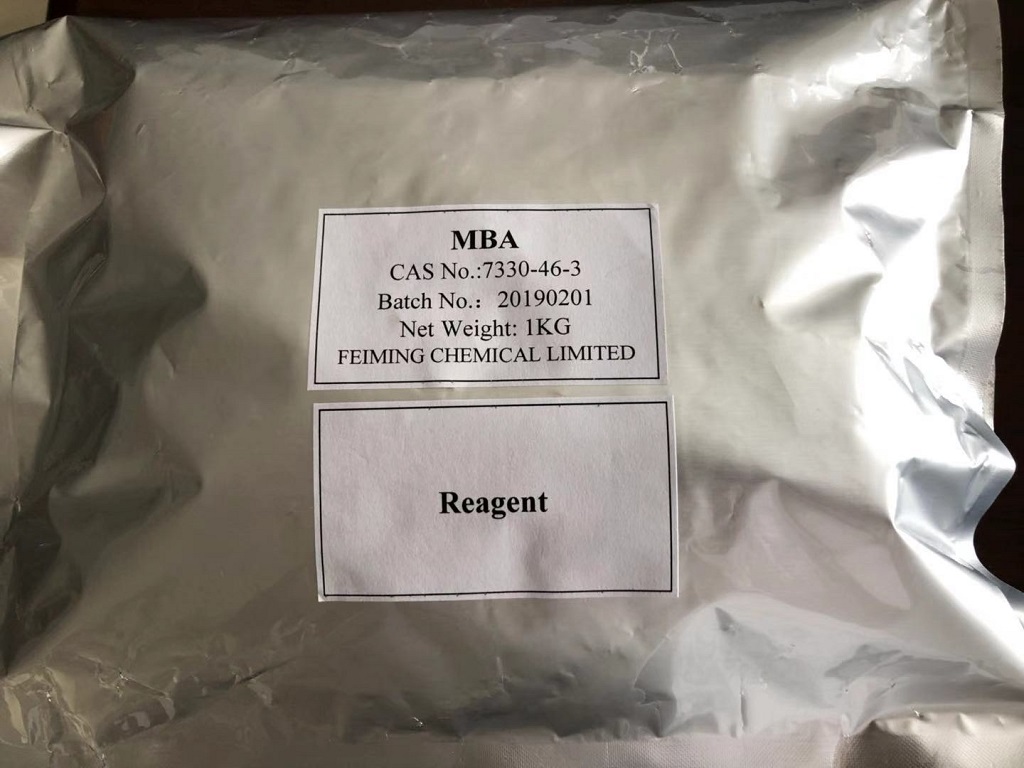 MBA
CAS No.:7330-46-3
Batch No.： 20190201
Net Weight: 1KG
FEIMING CHEMICAL LIMITED
Reagent